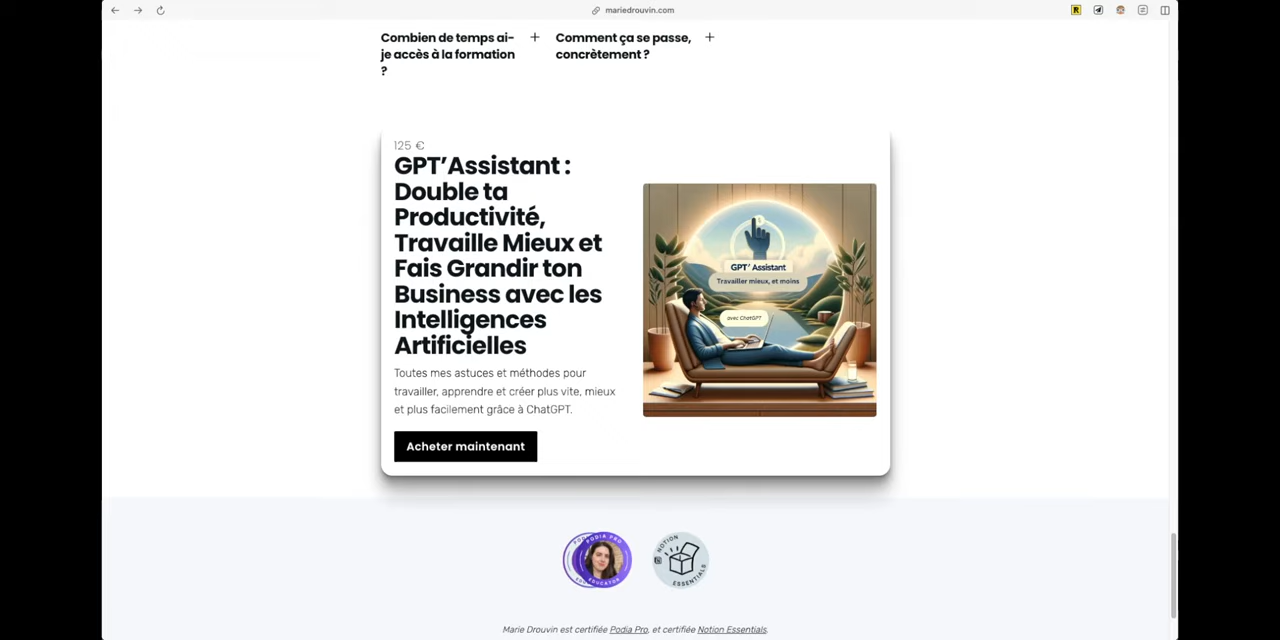 mariedrouvin.com
Combien de temps ai-
je accès à la formation
?
Comment ça se passe,
concrètement ?
125 €
GPT’Assistant :
Double ta
Productivité,
Travaille Mieux et
Fais Grandir ton
Business avec les
Intelligences
Artificielles
Toutes mes astuces et méthodes pour
travailler, apprendre et créer plus vite, mieux
et plus facilement grâce à ChatGPT.
Acheter maintenant
GPT’ Assistant
Travailler mieux, et moins
avec ChatGPT
PODIA PRO
EDUCATOR
NOTION
ESSENTIALS
Marie Drouvin est certifiée Podia Pro, et certifiée Notion Essentials.